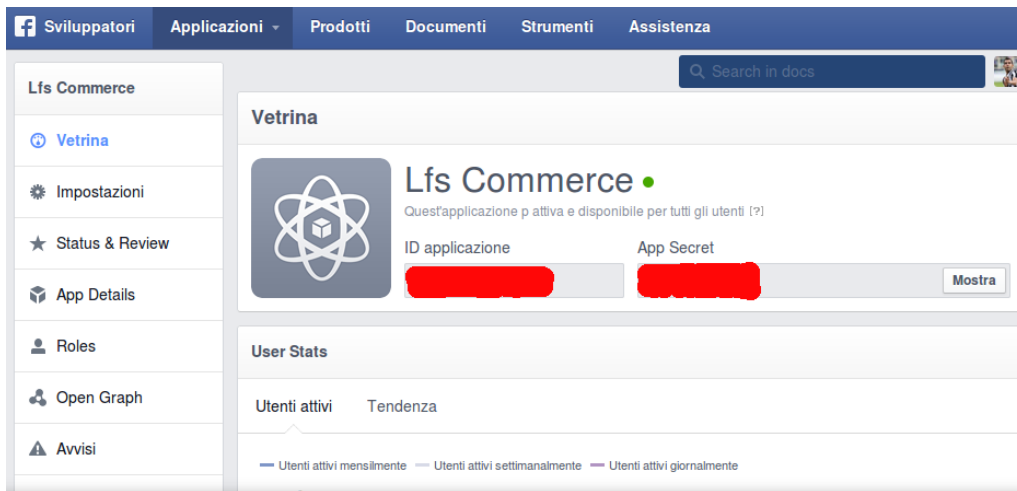 f Sviluppatori Applicazioni Prodotti Documenti Strumenti Assistenza
Search in docs
Lfs Commerce
Vetrina
Impostazioni
Status & Review
App Details
Roles
Open Graph
Avvisi
Vetrina
Lfs Commerce
Quest'applicazione p attiva e disponibile per tutti gli utenti [?]
ID applicazione App Secret
Mostra
User Stats
Utenti attivi Tendenza
Utenti attivi mensilmente Utenti attivi settimanalmente Utenti attivi giornalmente